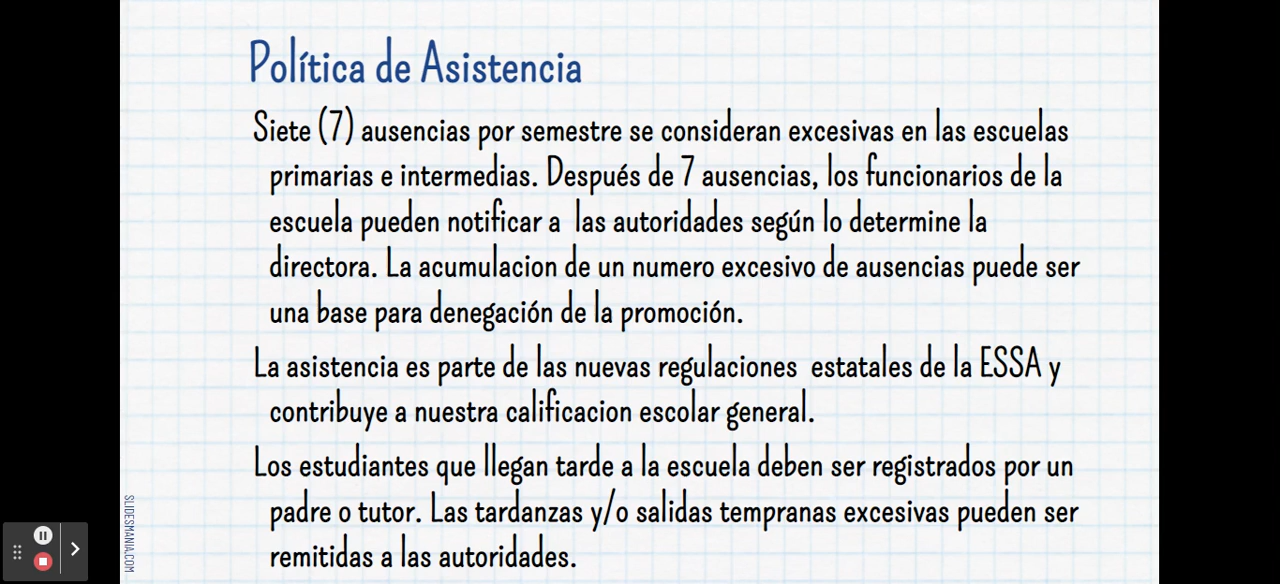 Política de Asistencia
Siete (7) ausencias por semestre se consideran excesivas en las escuelas
primarias e intermedias. Después de 7 ausencias, los funcionarios de la
escuela pueden notificar a  las autoridades según lo determine la
directora. La acumulacion de un numero excesivo de ausencias puede ser
una base para denegación de la promoción.
La asistencia es parte de las nuevas regulaciones  estatales de la ESSA y
contribuye a nuestra calificacion escolar general.
Los estudiantes que llegan tarde a la escuela deben ser registrados por un
padre o tutor. Las tardanzas y/o salidas tempranas excesivas pueden ser
remitidas a las autoridades.
SLIDESMANIA.COM